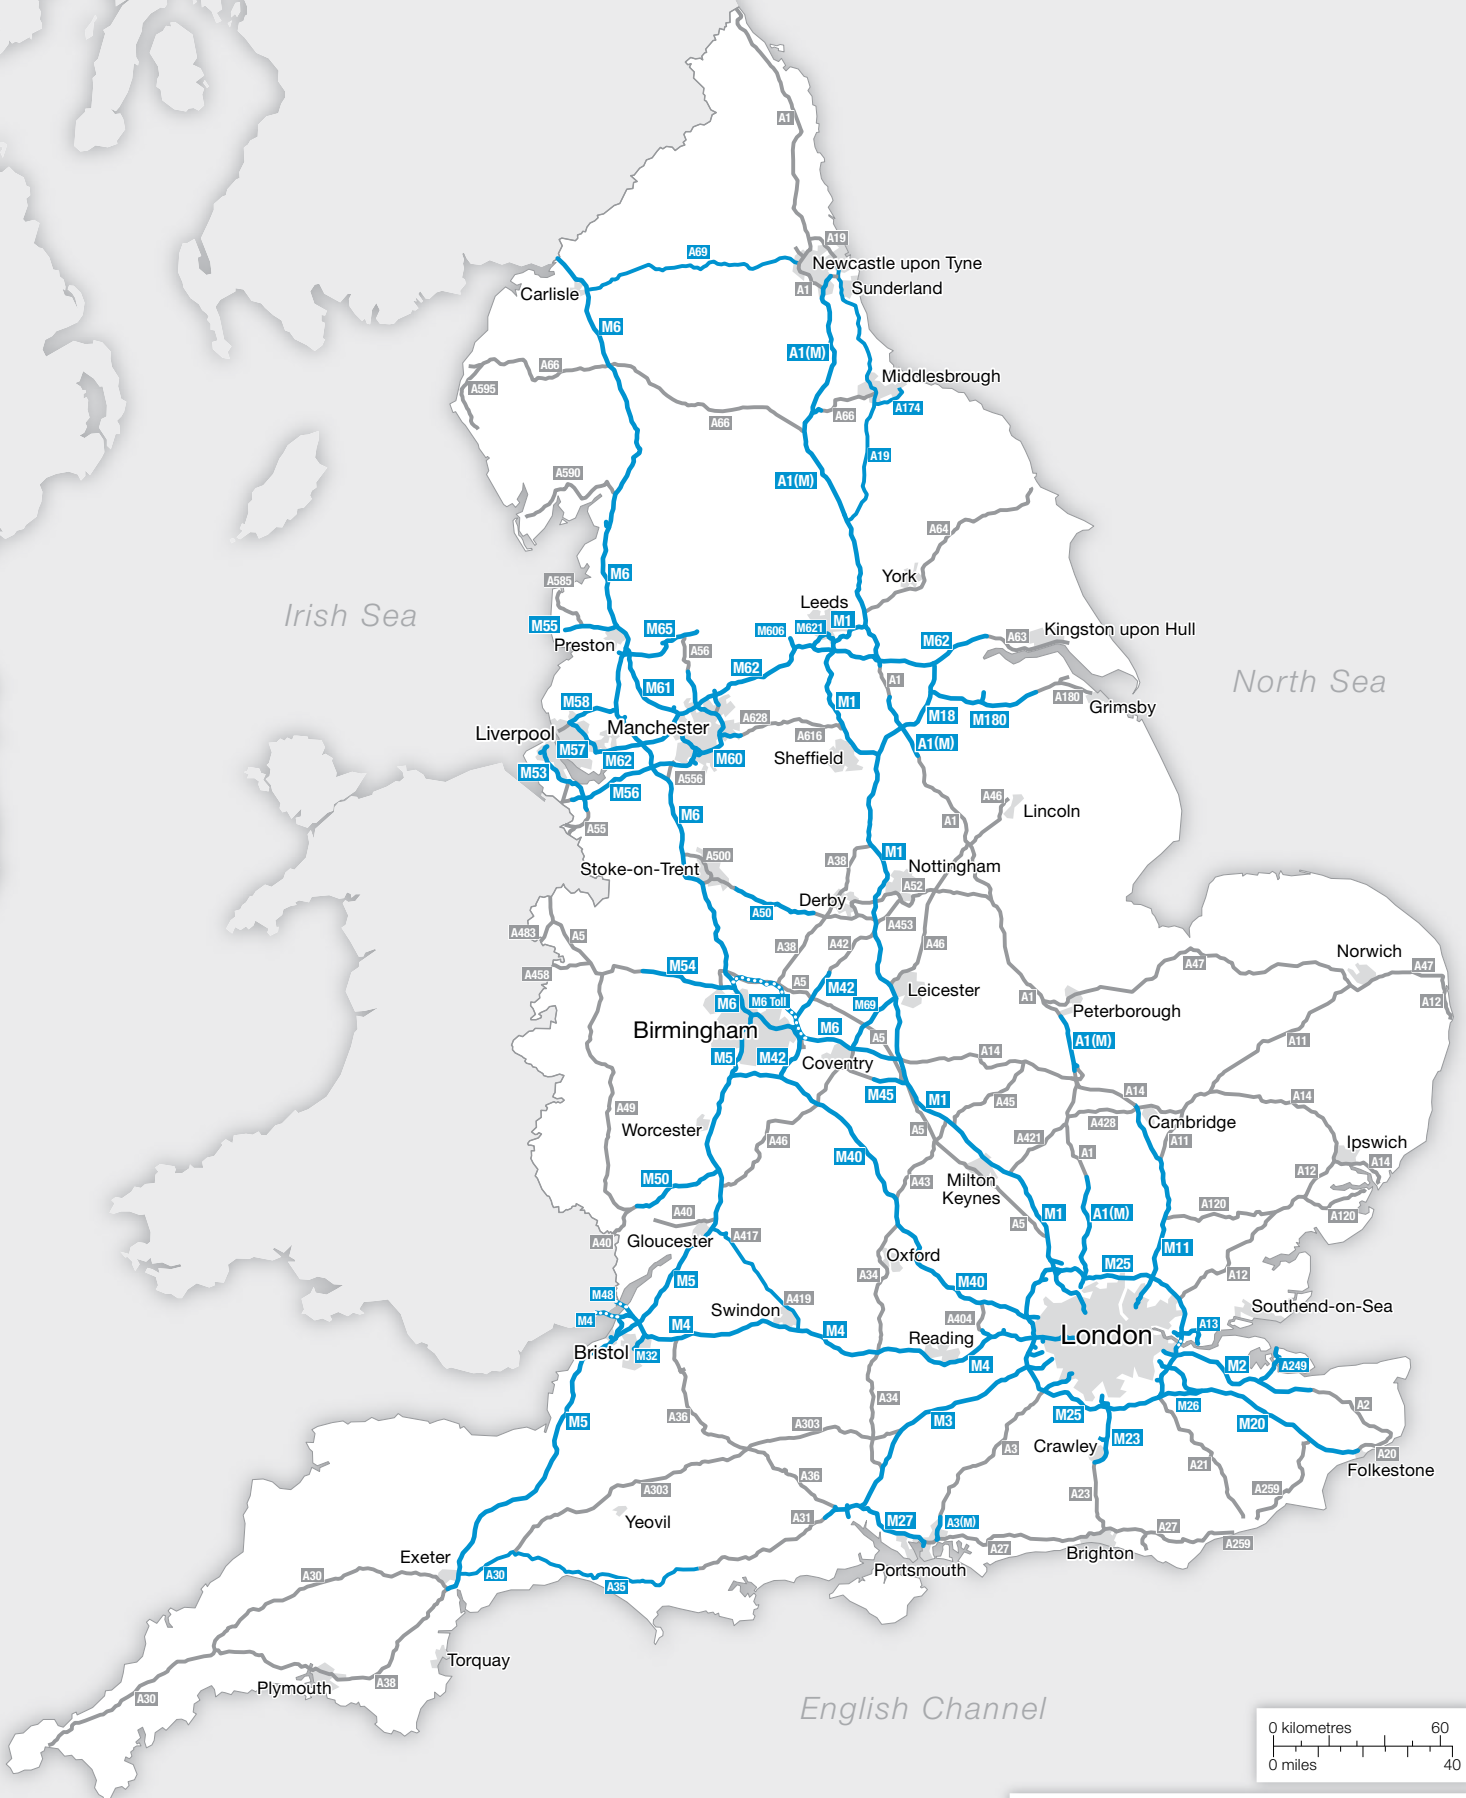 A1
A19
A69
Newcastle upon Tyne
A1
Sunderland
Carlisle
M6
A1(M)
A66
Middlesbrough
A595
A174
A66
A66
A19
A590
A1(M)
A64
M6
York
A585
Leeds
M55
M65
M606
M621
M1
Kingston upon Hull
M62
A63
Preston
A56
M62
Irish Sea
North Sea
M61
A1
M58
M1
A180
Grimsby
M18
M180
Liverpool
Manchester
A628
A616
A1(M)
M57
M62
M60
Sheffield
M53
A556
M56
A46
Lincoln
M6
A55
A1
M1
Stoke-on-Trent
A500
A38
Nottingham
A52
Derby
A50
A453
A483
A5
A38
A42
A46
Norwich
A458
M54
A47
A47
A5
M42
Leicester
A12
M6
M6 Toll
M69
A1
Peterborough
Birmingham
M6
A5
A1(M)
A11
M5
M42
Coventry
A14
M45
M1
A14
A14
A49
A45
A428
Cambridge
Worcester
A46
A5
A421
A11
Ipswich
M40
A1
A14
M50
A43
Milton
Keynes
A12
A40
A5
M1
A1(M)
A120
A120
A40
Gloucester
A417
Oxford
M11
M25
A12
M5
A34
M40
M48
A419
Southend-on-Sea
M4
Swindon
A404
M4
M4
Reading
London
A13
Bristol
M32
M4
M2
A249
A34
M25
M26
A2
M5
A36
A303
M3
M20
A3
Crawley
M23
A20
Folkestone
A36
A21
A303
A259
A23
Yeovil
A31
M27
A3(M)
A27
A27
A259
Exeter
Brighton
A30
A30
A35
Portsmouth
Torquay
A38
Plymouth
A30
English Channel
0 kilometres 60
0 miles 40